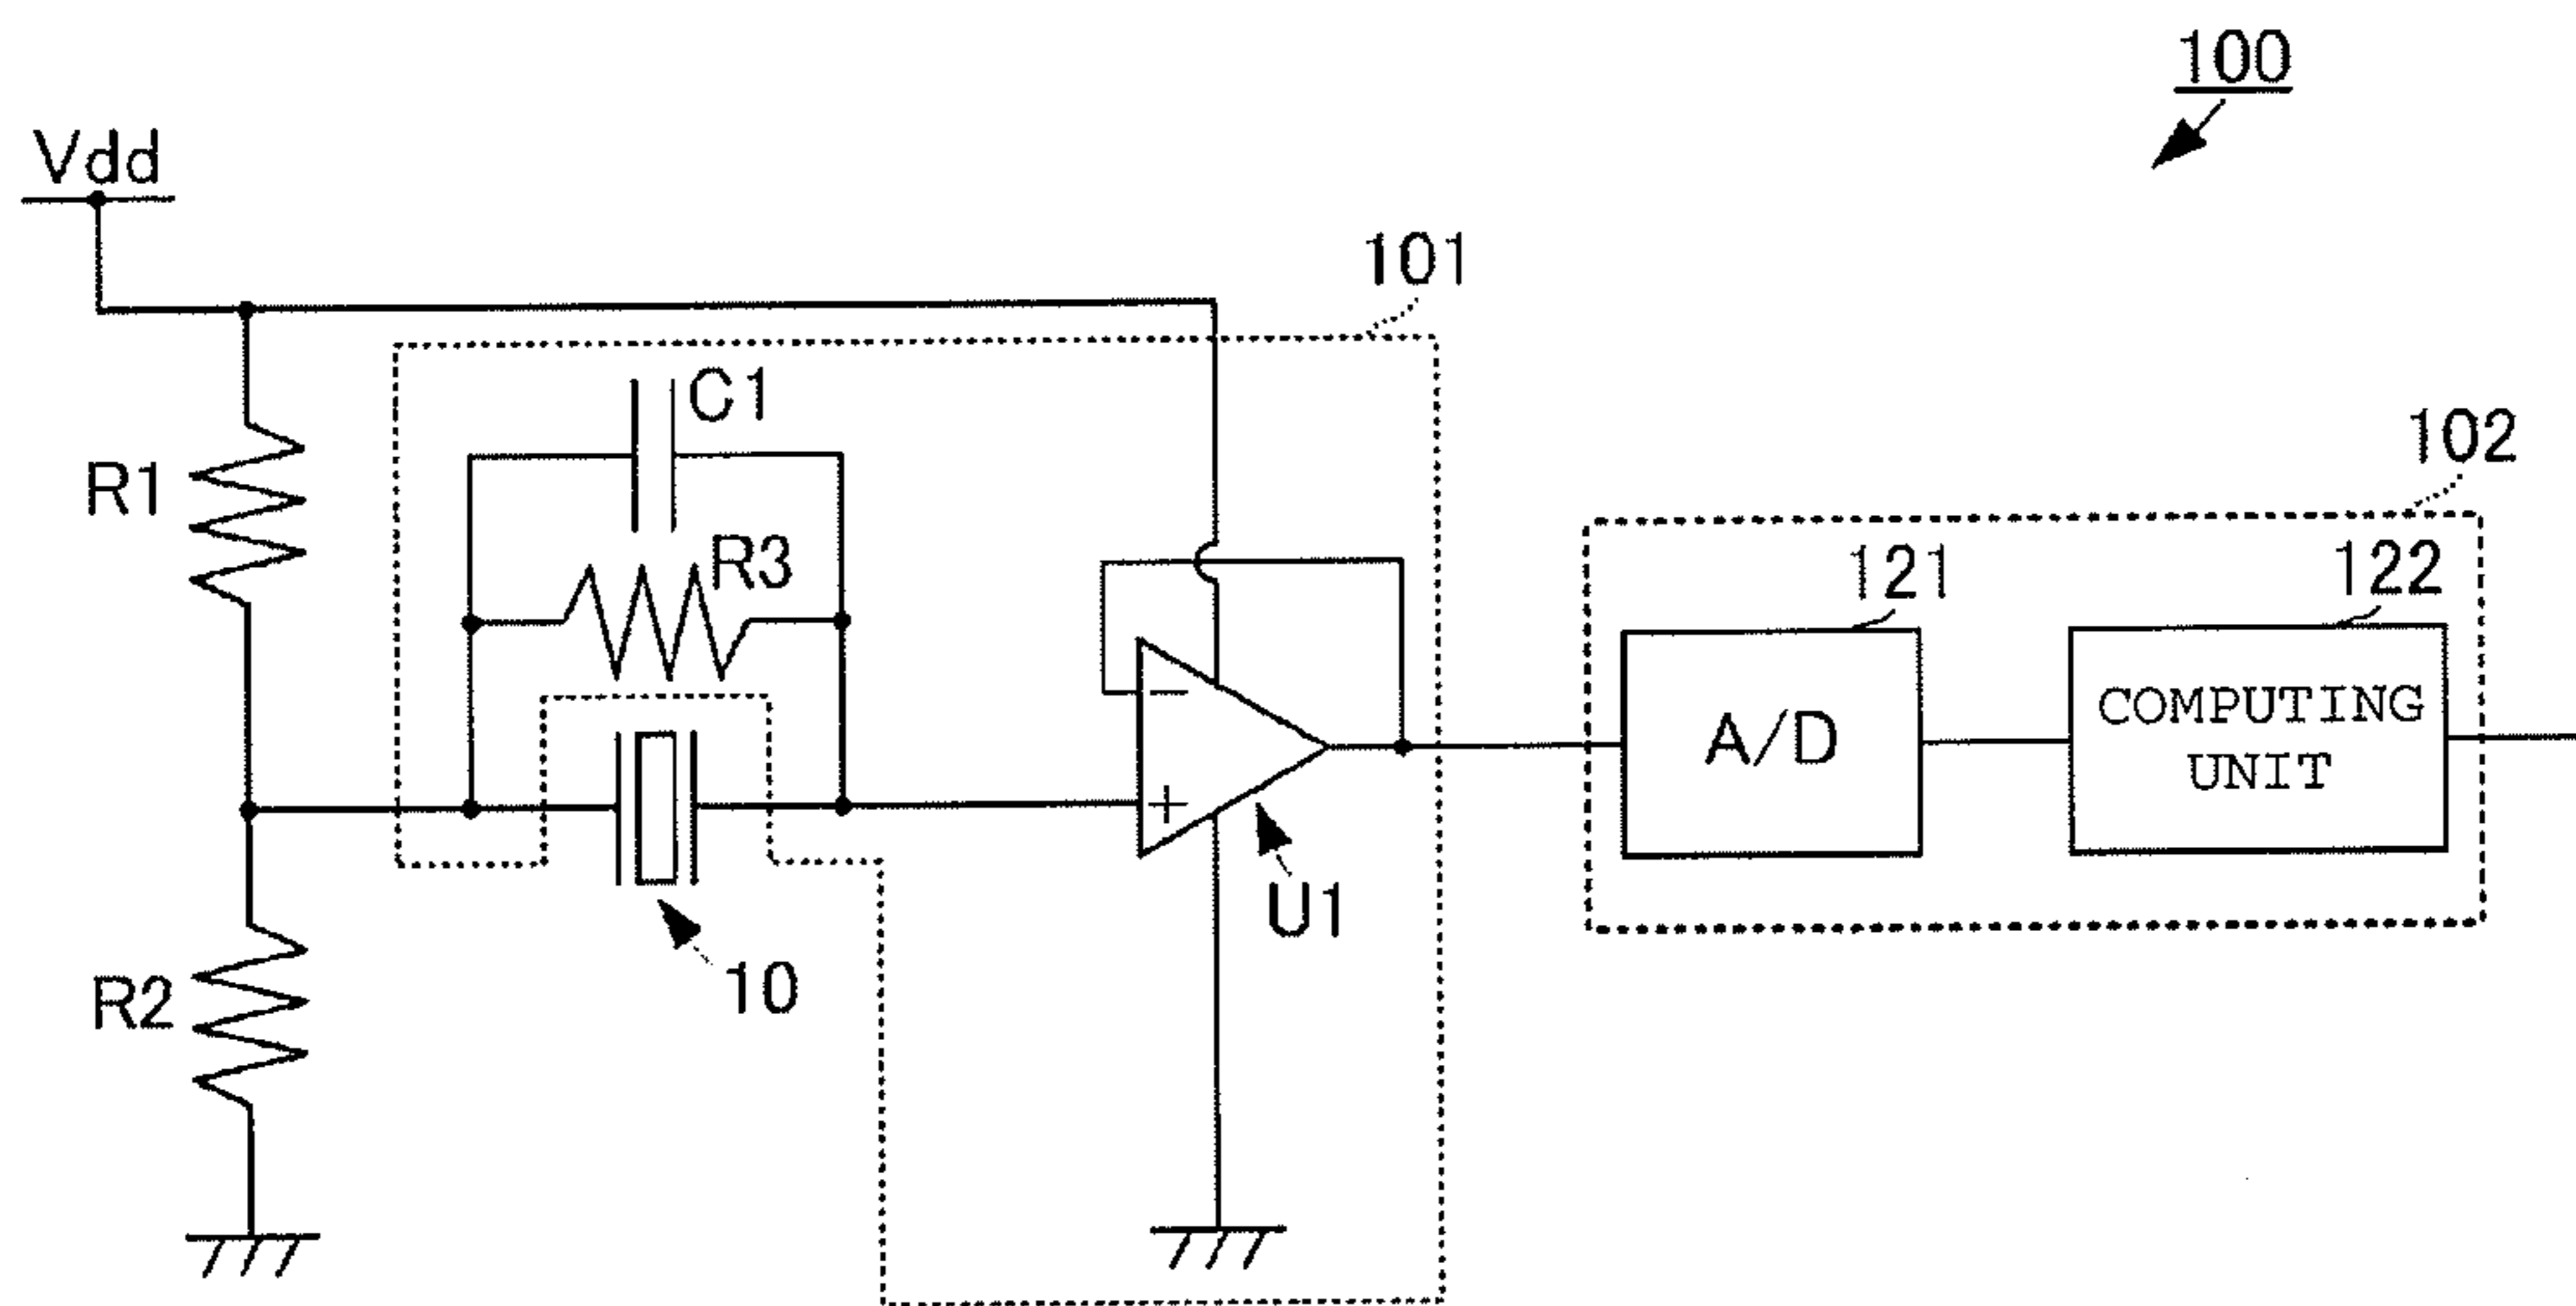 100
Vdd
101
C1
102
R1
R3
121
122
A/D
COMPUTING
UNIT
U1
10
R2